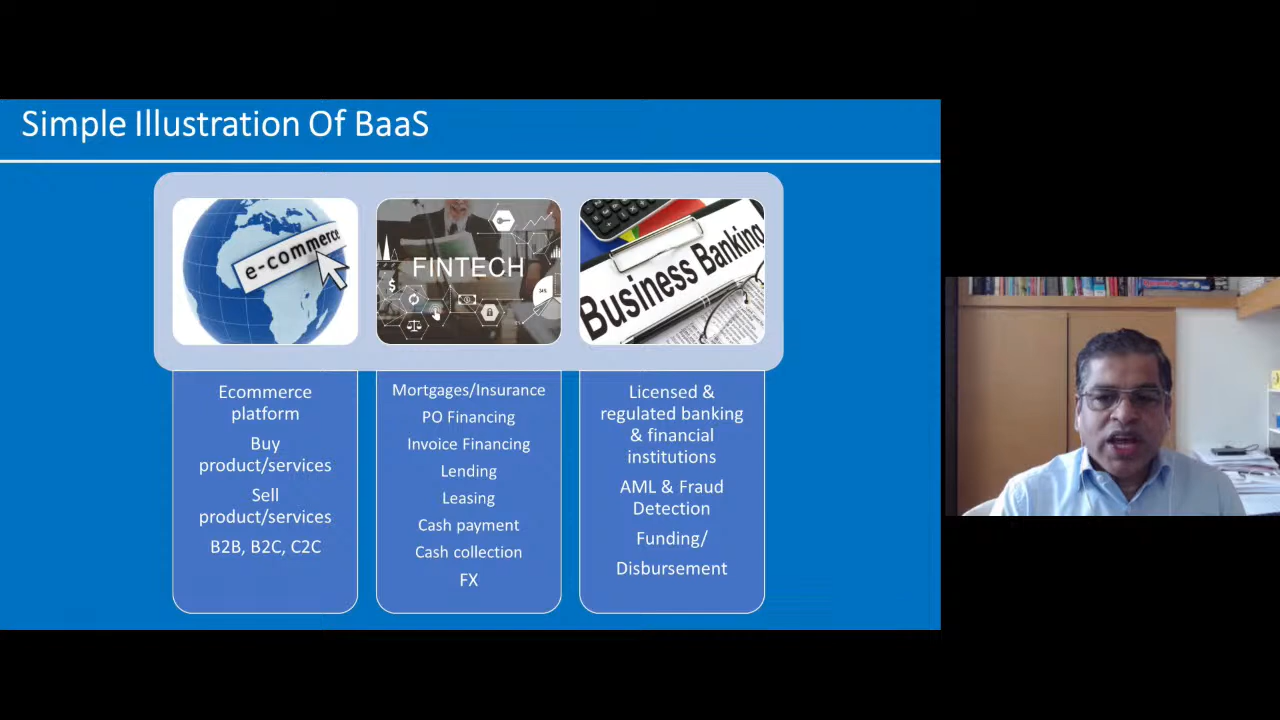 Simple Illustration Of BaaS
e-commerce
FINTECH
Business Banking
Ecommerce
platform
Buy
product/services
Sell
product/services
B2B, B2C, C2C
Mortgages/Insurance
PO Financing
Invoice Financing
Lending
Leasing
Cash payment
Cash collection
FX
Licensed &
regulated banking
& financial
institutions
AML & Fraud
Detection
Funding/
Disbursement